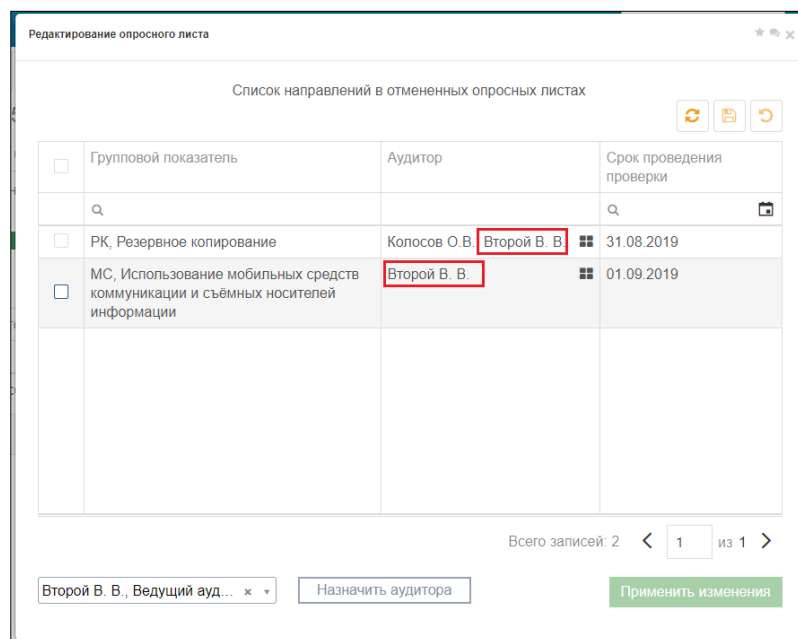 Редактирование опросного листа
Список направлений в отмененных опросных листах
Групповой показатель
Аудитор
Срок проведения
проверки
РК, Резервное копирование
Колосов О.В.
Второй В. В.
31.08.2019
МС, Использование мобильных средств
коммуникации и съёмных носителей
информации
Второй В. В.
01.09.2019
Всего записей: 2
1
из 1
Второй В. В., Ведущий ауд...
Назначить аудитора
Применить изменения